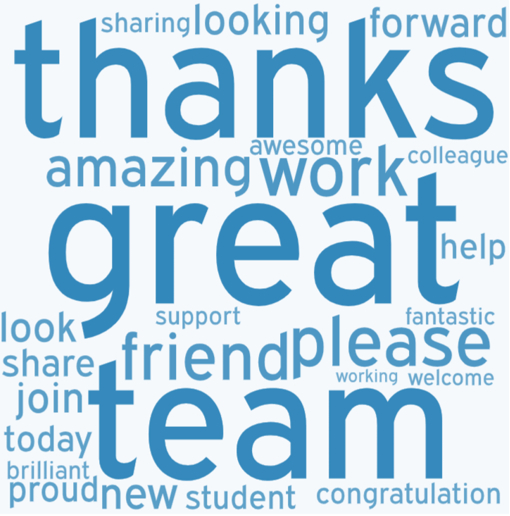 sharing looking forward
thanks
awesome
amazing work colleague
great
help
support fantastic
look
friend please
share
working welcome
join team
today
brilliant
proud new student congratulation